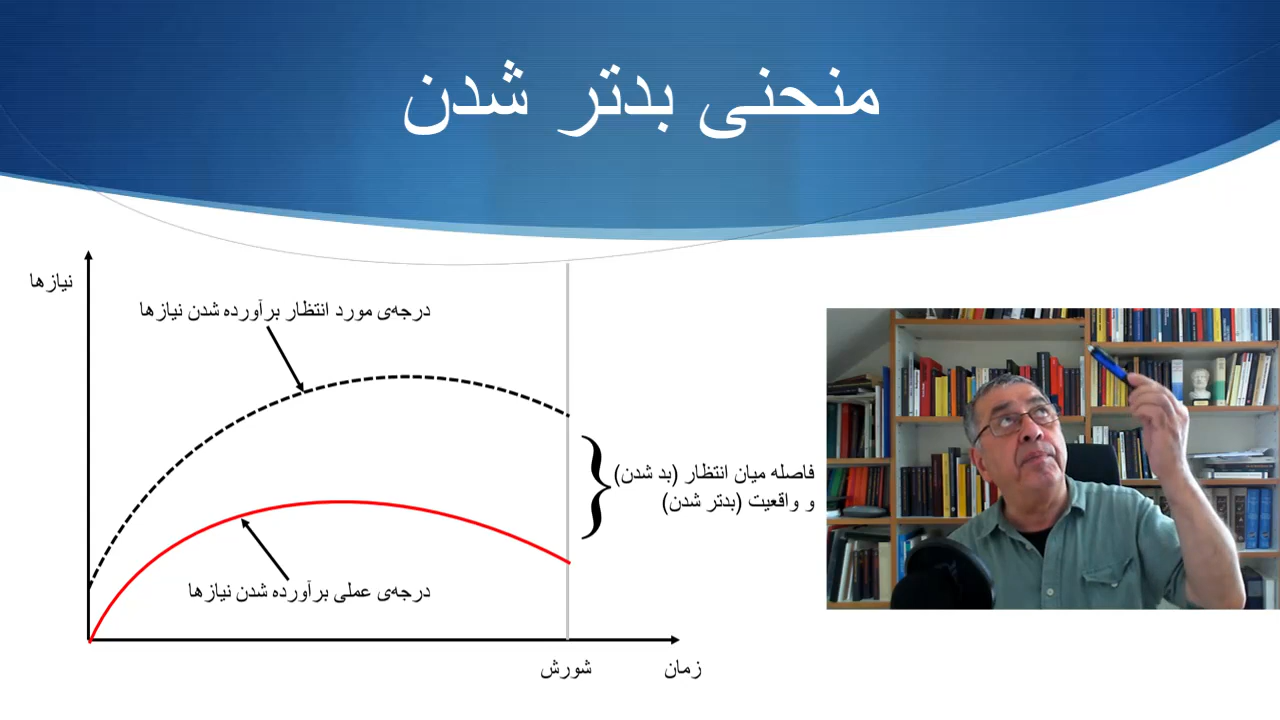 منحنی بدتر شدن
نیازها
درجه‌ی مورد انتظار برآورده شدن نیازها
فاصله میان انتظار (بد شدن)
و واقعیت (بدتر شدن)
درجه‌ی عملی برآورده شدن نیازها
شورش
زمان